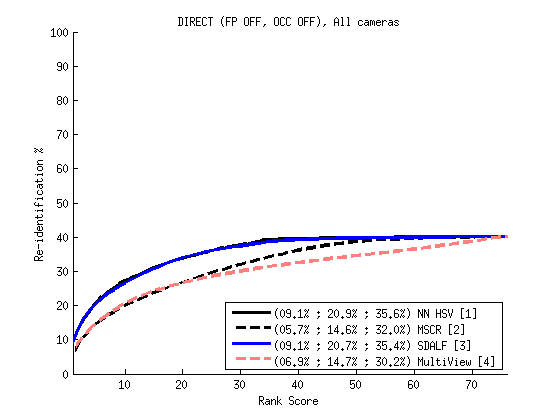 DIRECT (FP OFF, OCC OFF), All cameras
100
90
80
70
60
50
40
30
20
10
0
Re-identification %
(09.1% ; 20.9% ; 35.6%) NN HSV [1]
(05.7% ; 14.6% ; 32.0%) MSCR [2]
(09.1% ; 20.7% ; 35.4%) SDALF [3]
(06.9% ; 14.7% ; 30.2%) MultiView [4]
10 20 30 40 50 60 70
Rank Score